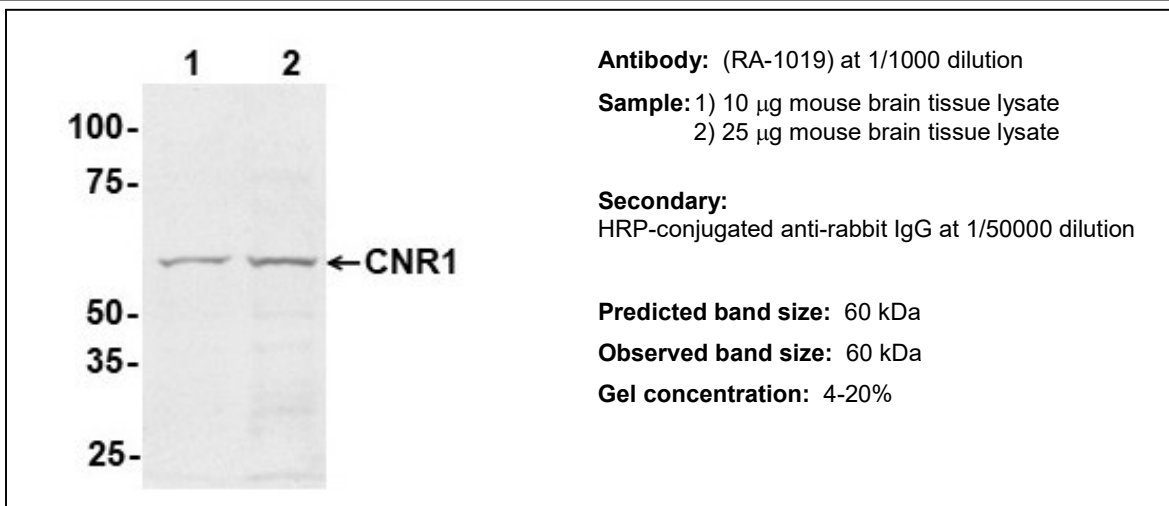 1 2
100-
75-
←CNR1
50-
35-
25-
Antibody: (RA-1019) at 1/1000 dilution
Sample: 1) 10 μg mouse brain tissue lysate
2) 25 μg mouse brain tissue lysate
Secondary:
HRP-conjugated anti-rabbit IgG at 1/50000 dilution
Predicted band size: 60 kDa
Observed band size: 60 kDa
Gel concentration: 4-20%